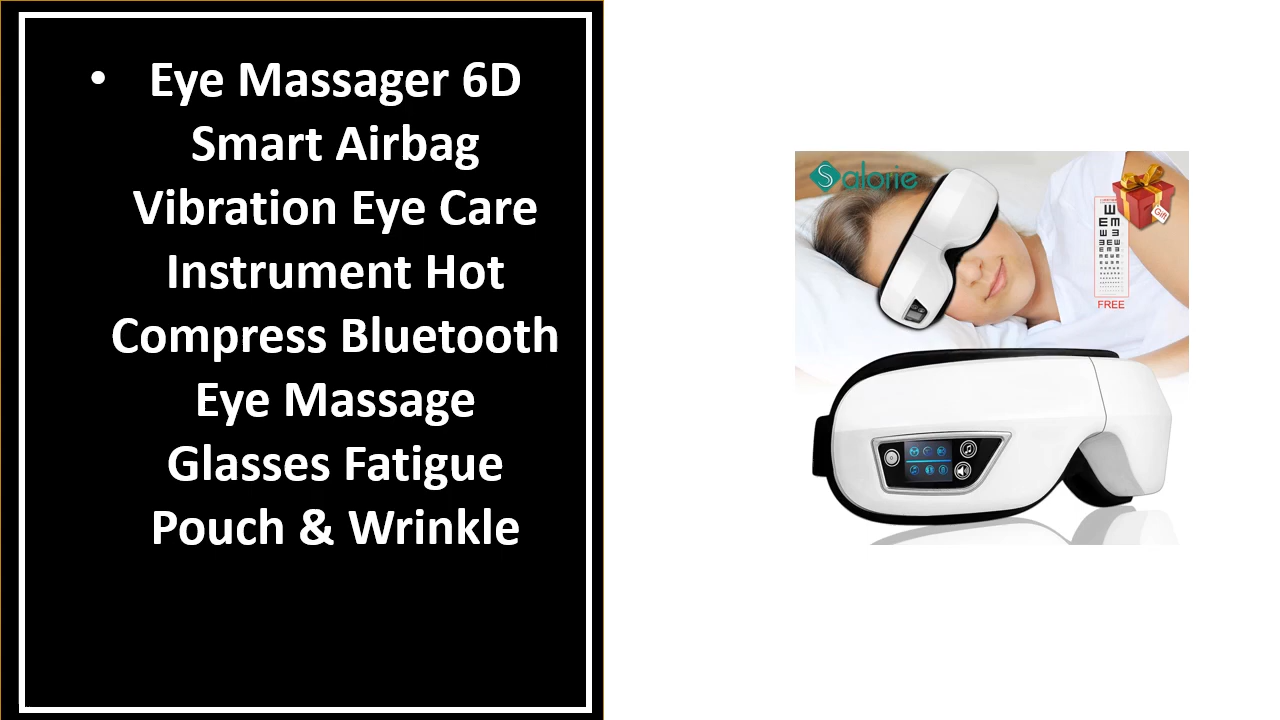 • Eye Massager 6D
Smart Airbag
Vibration Eye Care
Instrument Hot
Compress Bluetooth
Eye Massage
Glasses Fatigue
Pouch & Wrinkle
Salorie
Gift
FREE